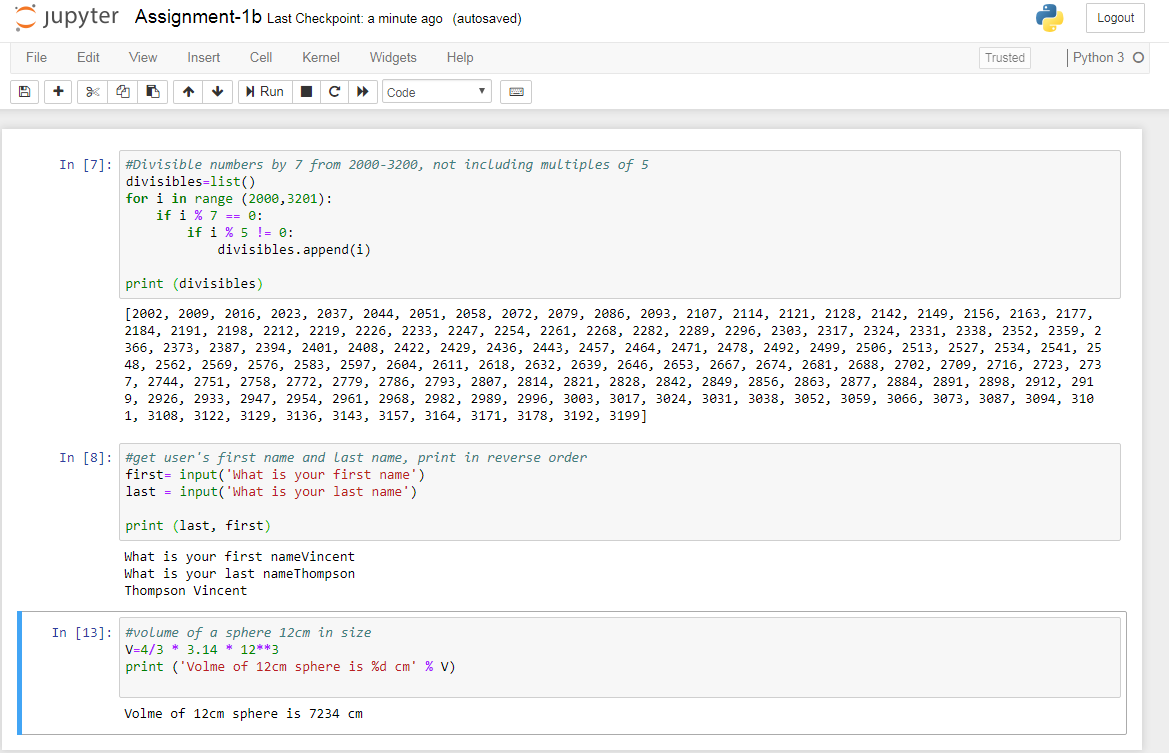 jupyter Assignment-1b Last Checkpoint: a minute ago (autosaved) Logout
File Edit View Insert Cell Kernel Widgets Help Trusted Python 3
Run Code
In [7]: #Divisible numbers by 7 from 2000-3200, not including multiples of 5
divisibles=list()
for i in range (2000,3201):
    if i % 7 == 0:
        if i % 5 != 0:
            divisibles.append(i)
print (divisibles)
[2002, 2009, 2016, 2023, 2037, 2044, 2051, 2058, 2072, 2079, 2086, 2093, 2107, 2114, 2121, 2128, 2142, 2149, 2156, 2163, 2177,
2184, 2191, 2198, 2212, 2219, 2226, 2233, 2247, 2254, 2261, 2268, 2282, 2289, 2296, 2303, 2317, 2324, 2331, 2338, 2352, 2359, 2
366, 2373, 2387, 2394, 2401, 2408, 2422, 2429, 2436, 2443, 2457, 2464, 2471, 2478, 2492, 2499, 2506, 2513, 2527, 2534, 2541, 25
48, 2562, 2569, 2576, 2583, 2597, 2604, 2611, 2618, 2632, 2639, 2646, 2653, 2667, 2674, 2681, 2688, 2702, 2709, 2716, 2723, 273
7, 2744, 2751, 2758, 2772, 2779, 2786, 2793, 2807, 2814, 2821, 2828, 2842, 2849, 2856, 2863, 2877, 2884, 2891, 2898, 2912, 291
9, 2926, 2933, 2947, 2954, 2961, 2968, 2982, 2989, 2996, 3003, 3017, 3024, 3031, 3038, 3052, 3059, 3066, 3073, 3087, 3094, 310
1, 3108, 3122, 3129, 3136, 3143, 3157, 3164, 3171, 3178, 3192, 3199]
In [8]: #get user's first name and last name, print in reverse order
first= input('What is your first name')
last = input('What is your last name')
print (last, first)
What is your first nameVincent
What is your last nameThompson
Thompson Vincent
In [13]: #volume of a sphere 12cm in size
V=4/3 * 3.14 * 12**3
print ('Volme of 12cm sphere is %d cm' % V)
Volme of 12cm sphere is 7234 cm